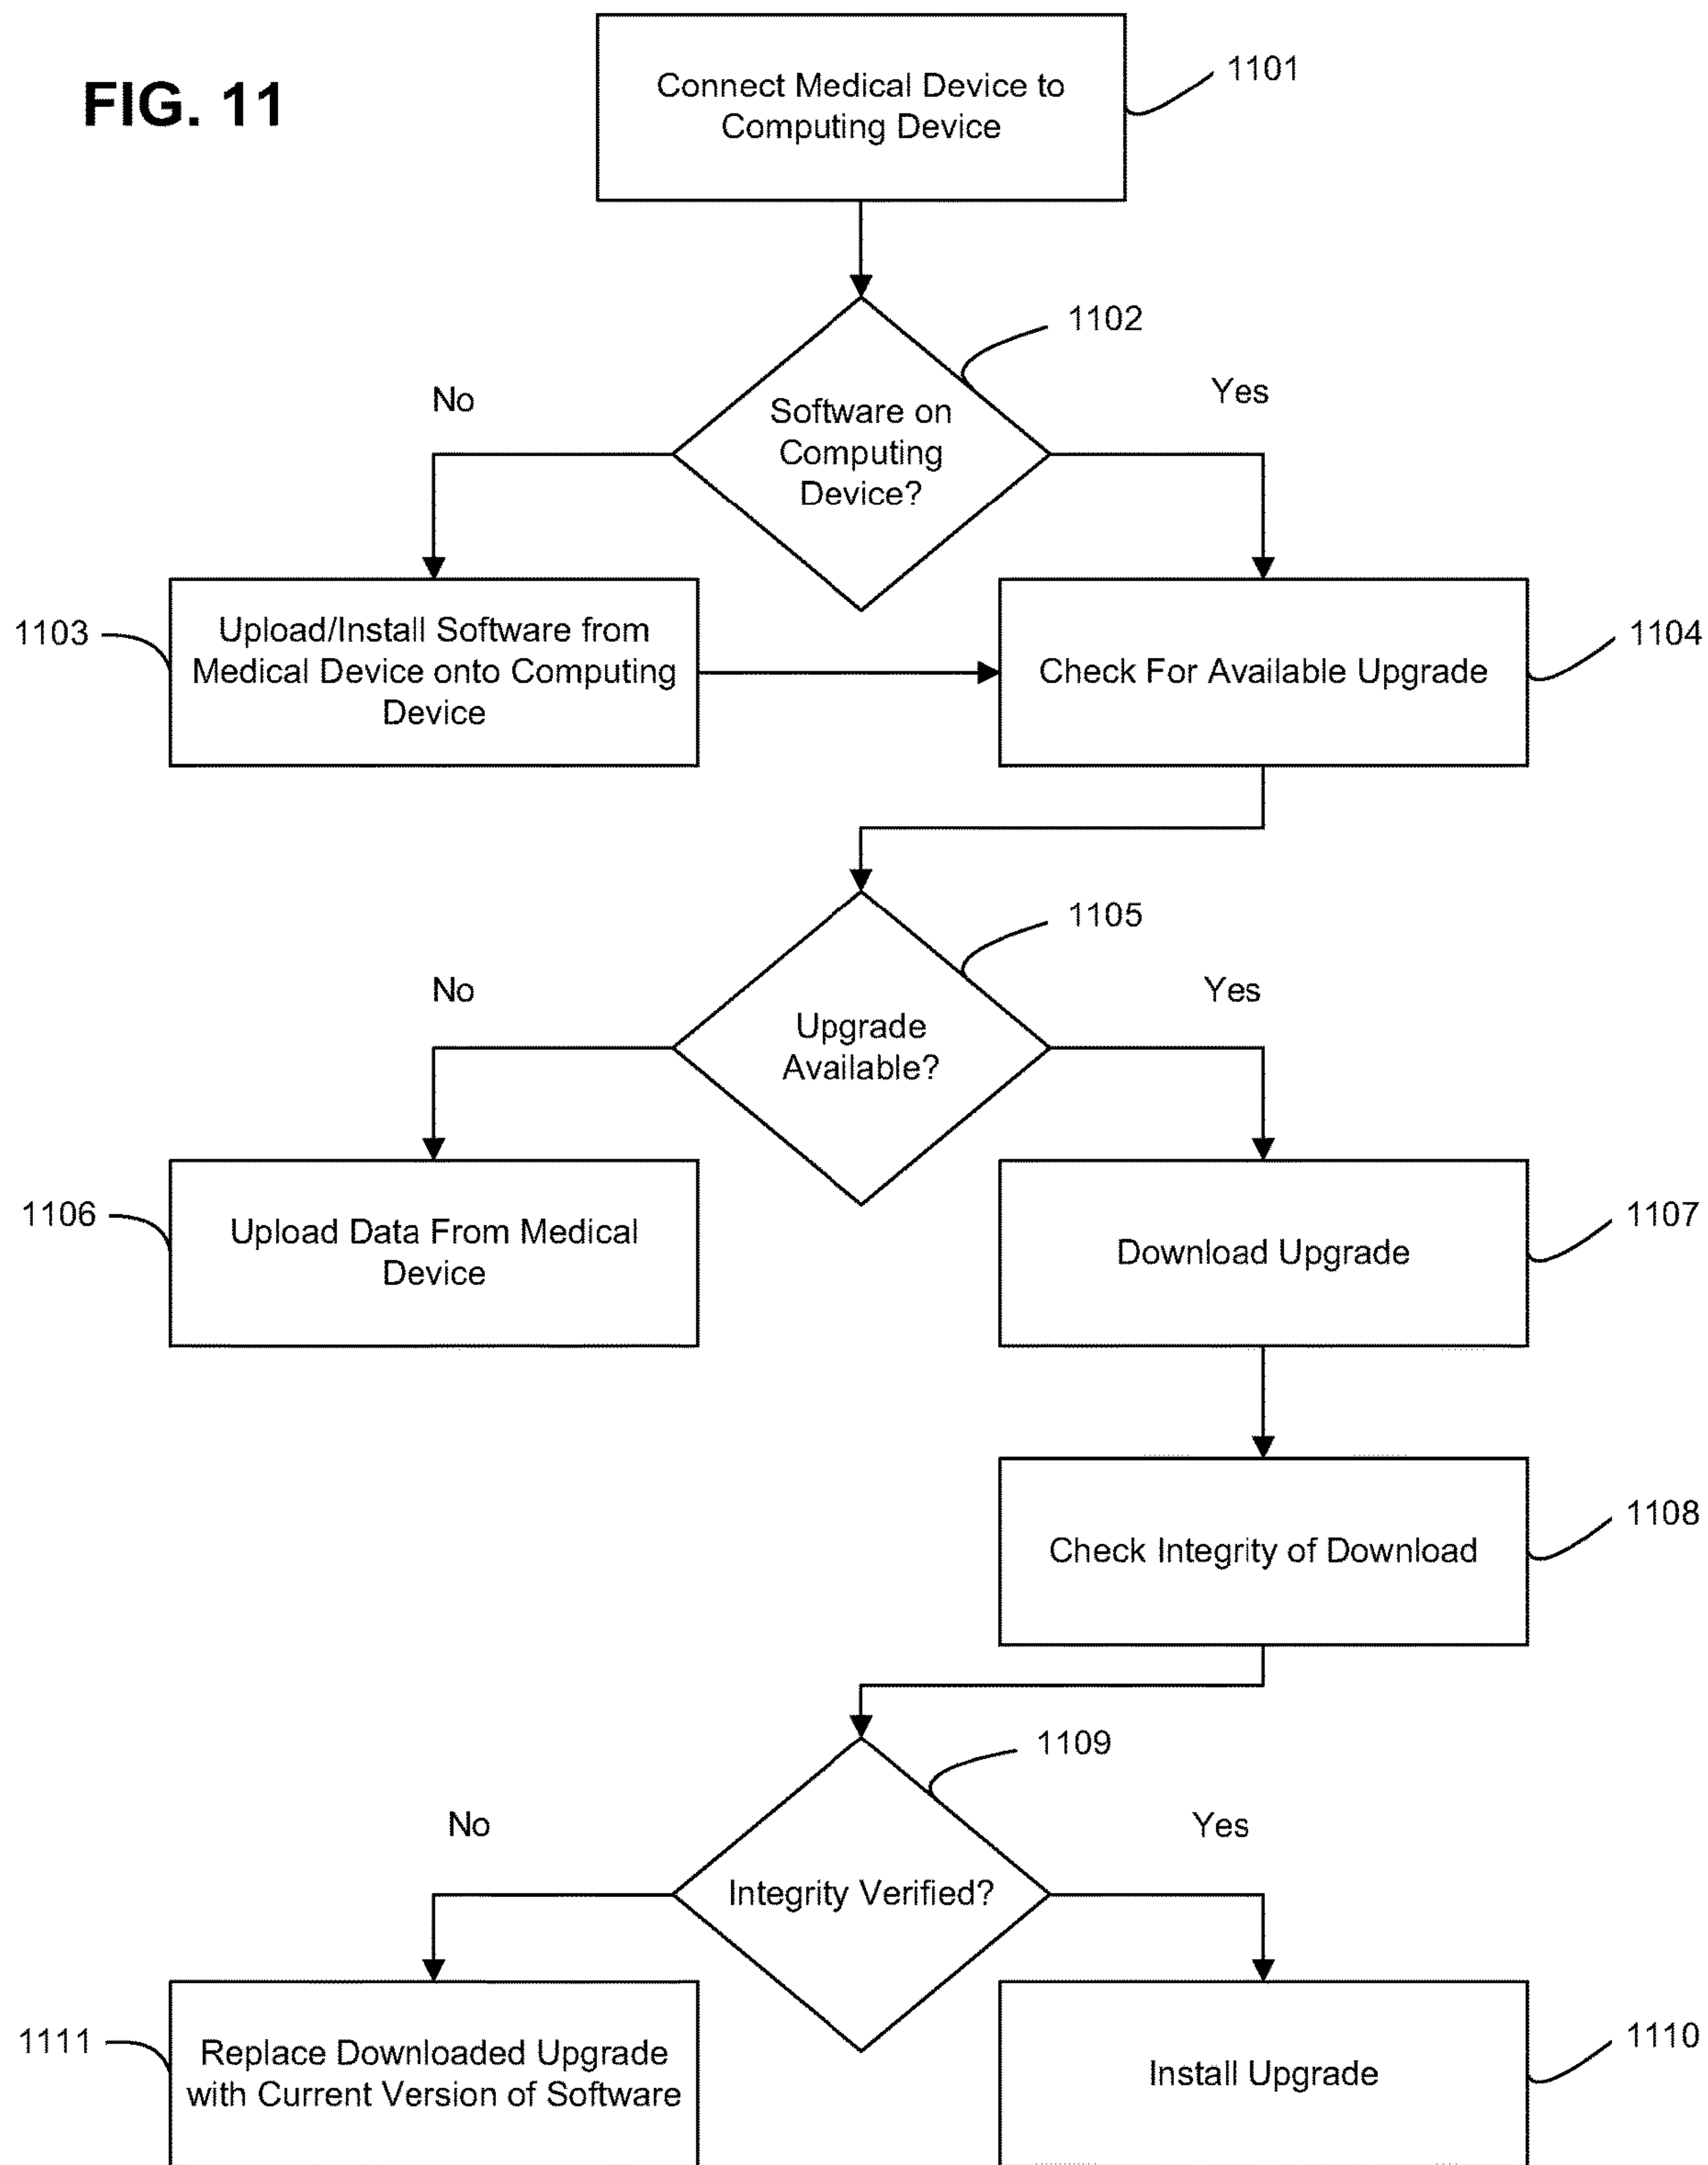 FIG. 11
Connect Medical Device to
Computing Device
1101
1102
No
Yes
Software on
Computing
Device?
1103
Upload/Install Software from
Medical Device onto Computing
Device
Check For Available Upgrade
1104
1105
No
Yes
Upgrade
Available?
1106
Upload Data From Medical
Device
Download Upgrade
1107
Check Integrity of Download
1108
1109
No
Yes
Integrity Verified?
1111
Replace Downloaded Upgrade
with Current Version of Software
Install Upgrade
1110